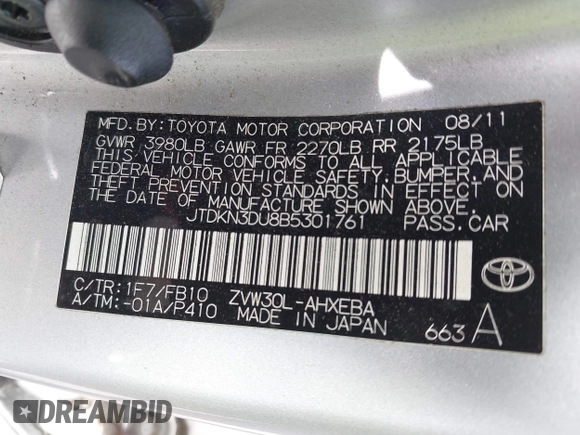 MFD. BY: TOYOTA MOTOR CORPORATION 08/11
GVWR 3980LB GAWR FR 2270LB RR 2175LB
THIS VEHICLE CONFORMS TO ALL APPLICABLE
FEDERAL MOTOR VEHICLE SAFETY, BUMPER, AND
THEFT PREVENTION STANDARDS IN EFFECT ON
THE DATE OF MANUFACTURE SHOWN ABOVE.
JTDKN3DU8B5301761 PASS. CAR
C/TR: 1F7/FB10 ZVW30L-AHXEBA
A/TM: -01A/P410 MADE IN JAPAN
663 A
DREAMBID